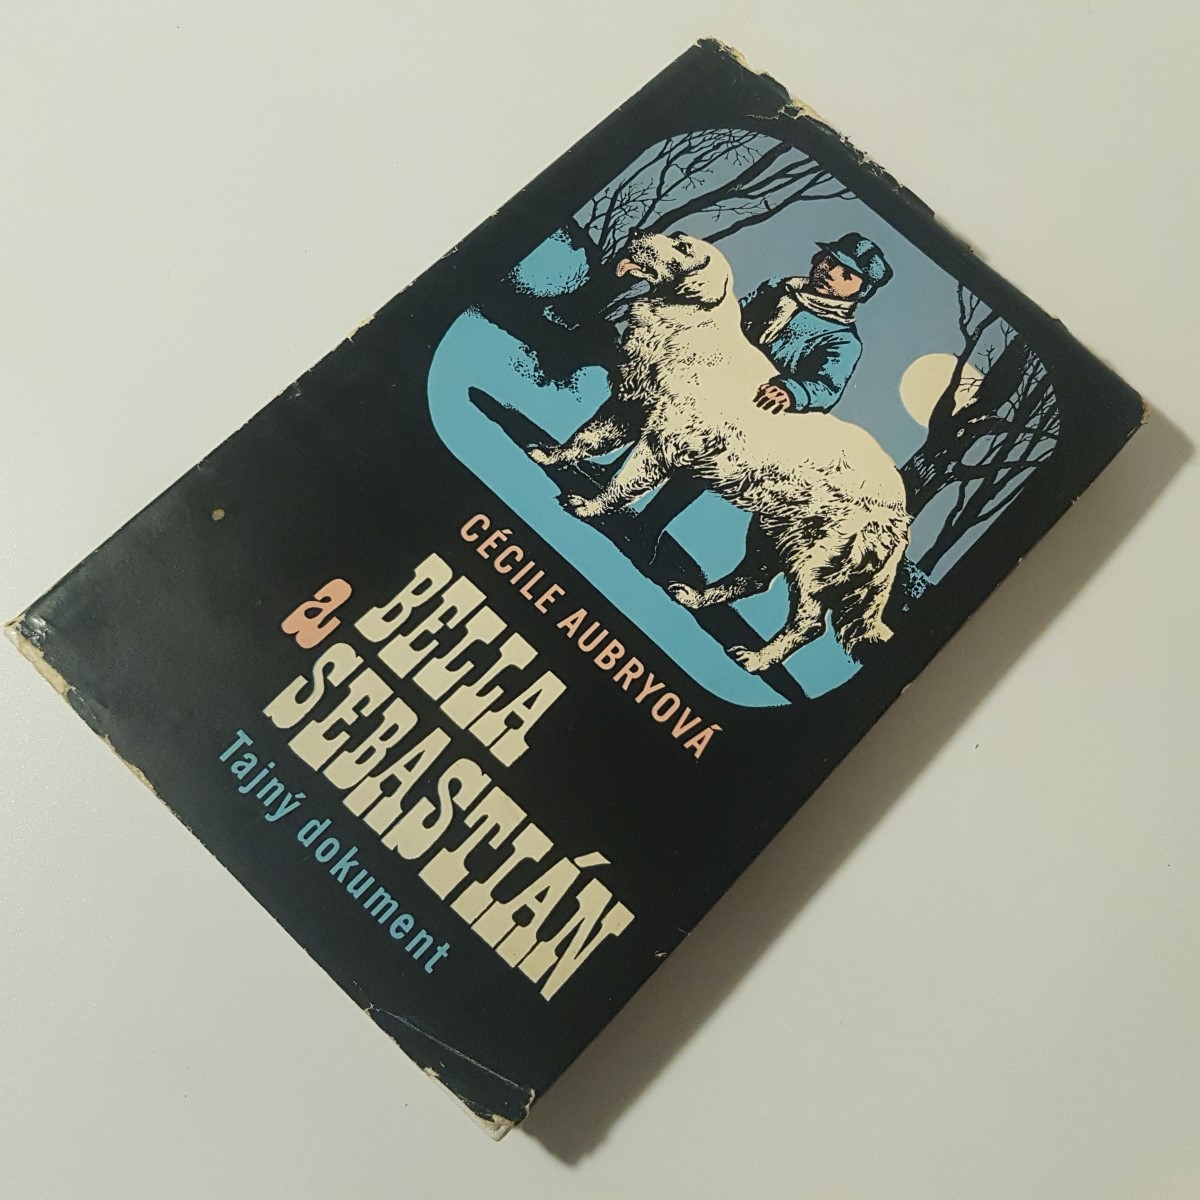 CÉCILE AUBRYOVÁ
BELLA
a SEBASTIÁN
Tajný dokument